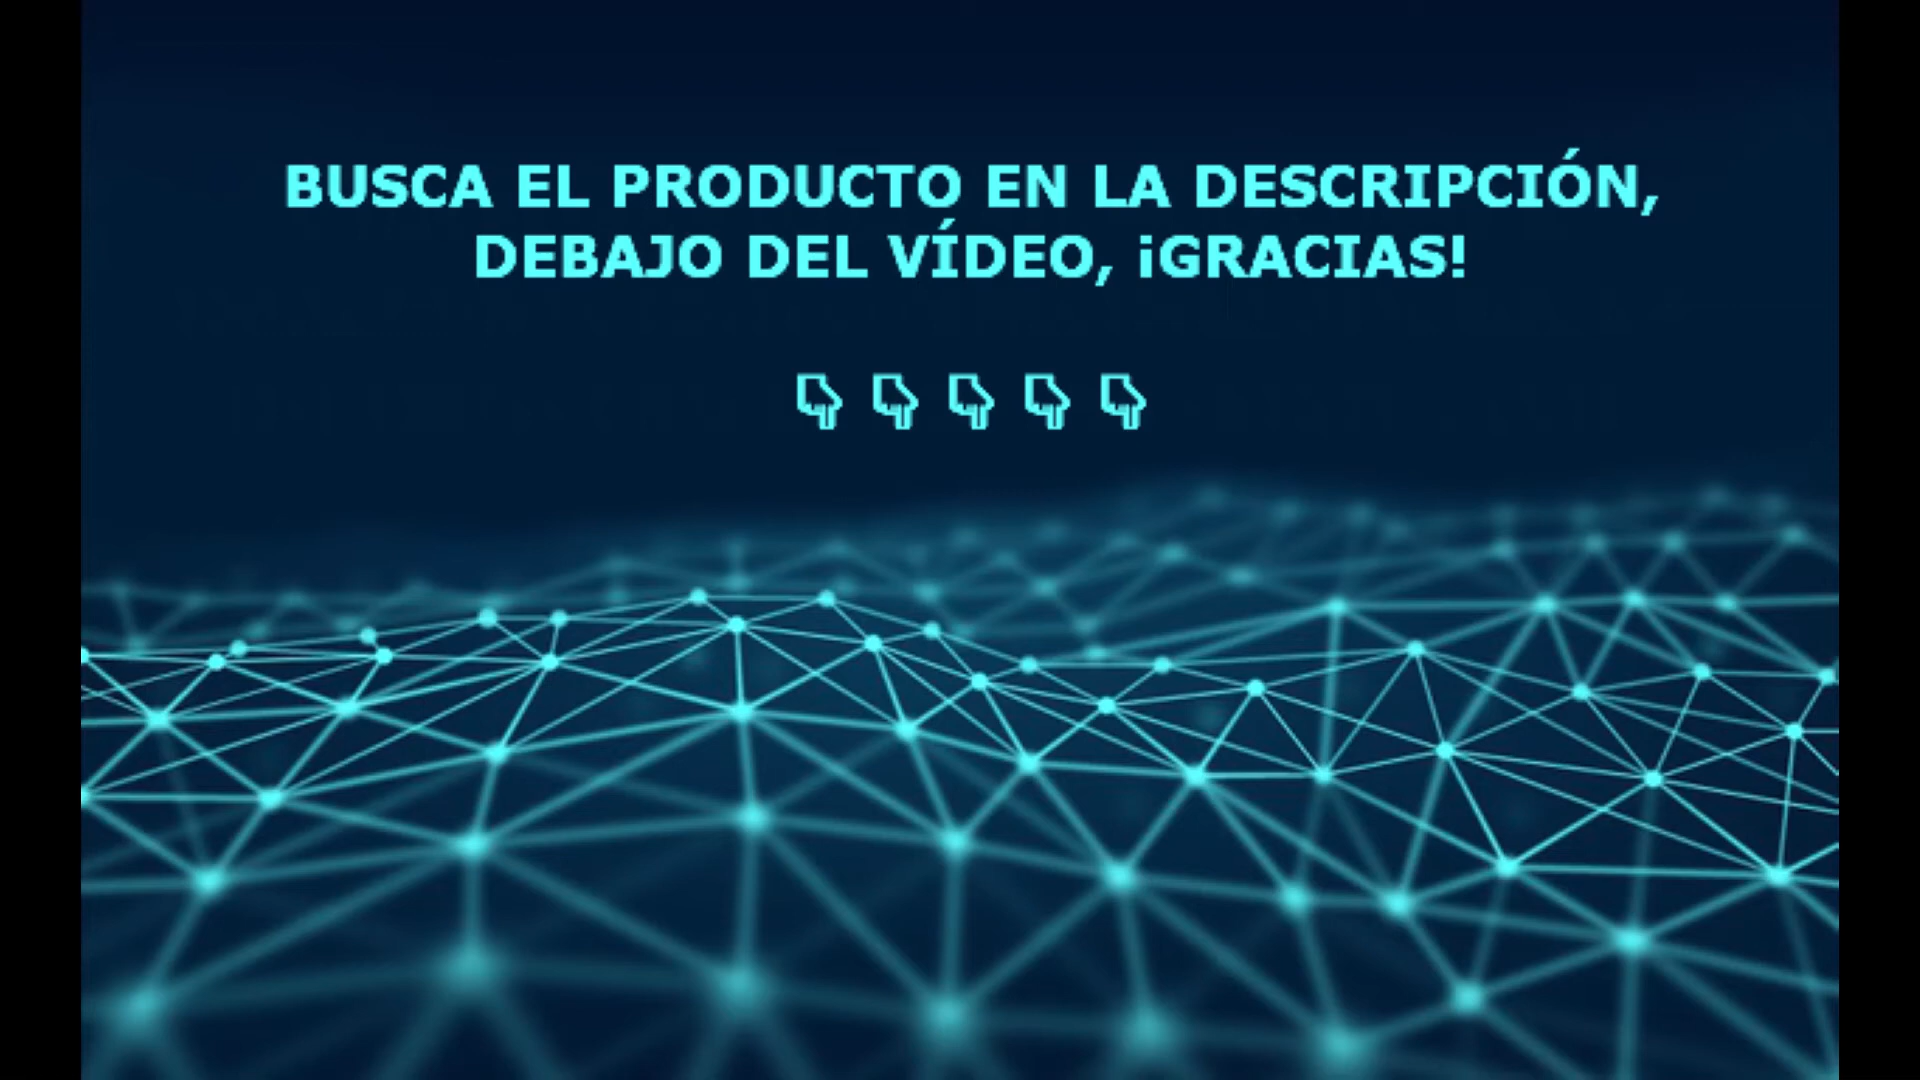 BUSCA EL PRODUCTO EN LA DESCRIPCIÓN,
DEBAJO DEL VÍDEO, ¡GRACIAS!